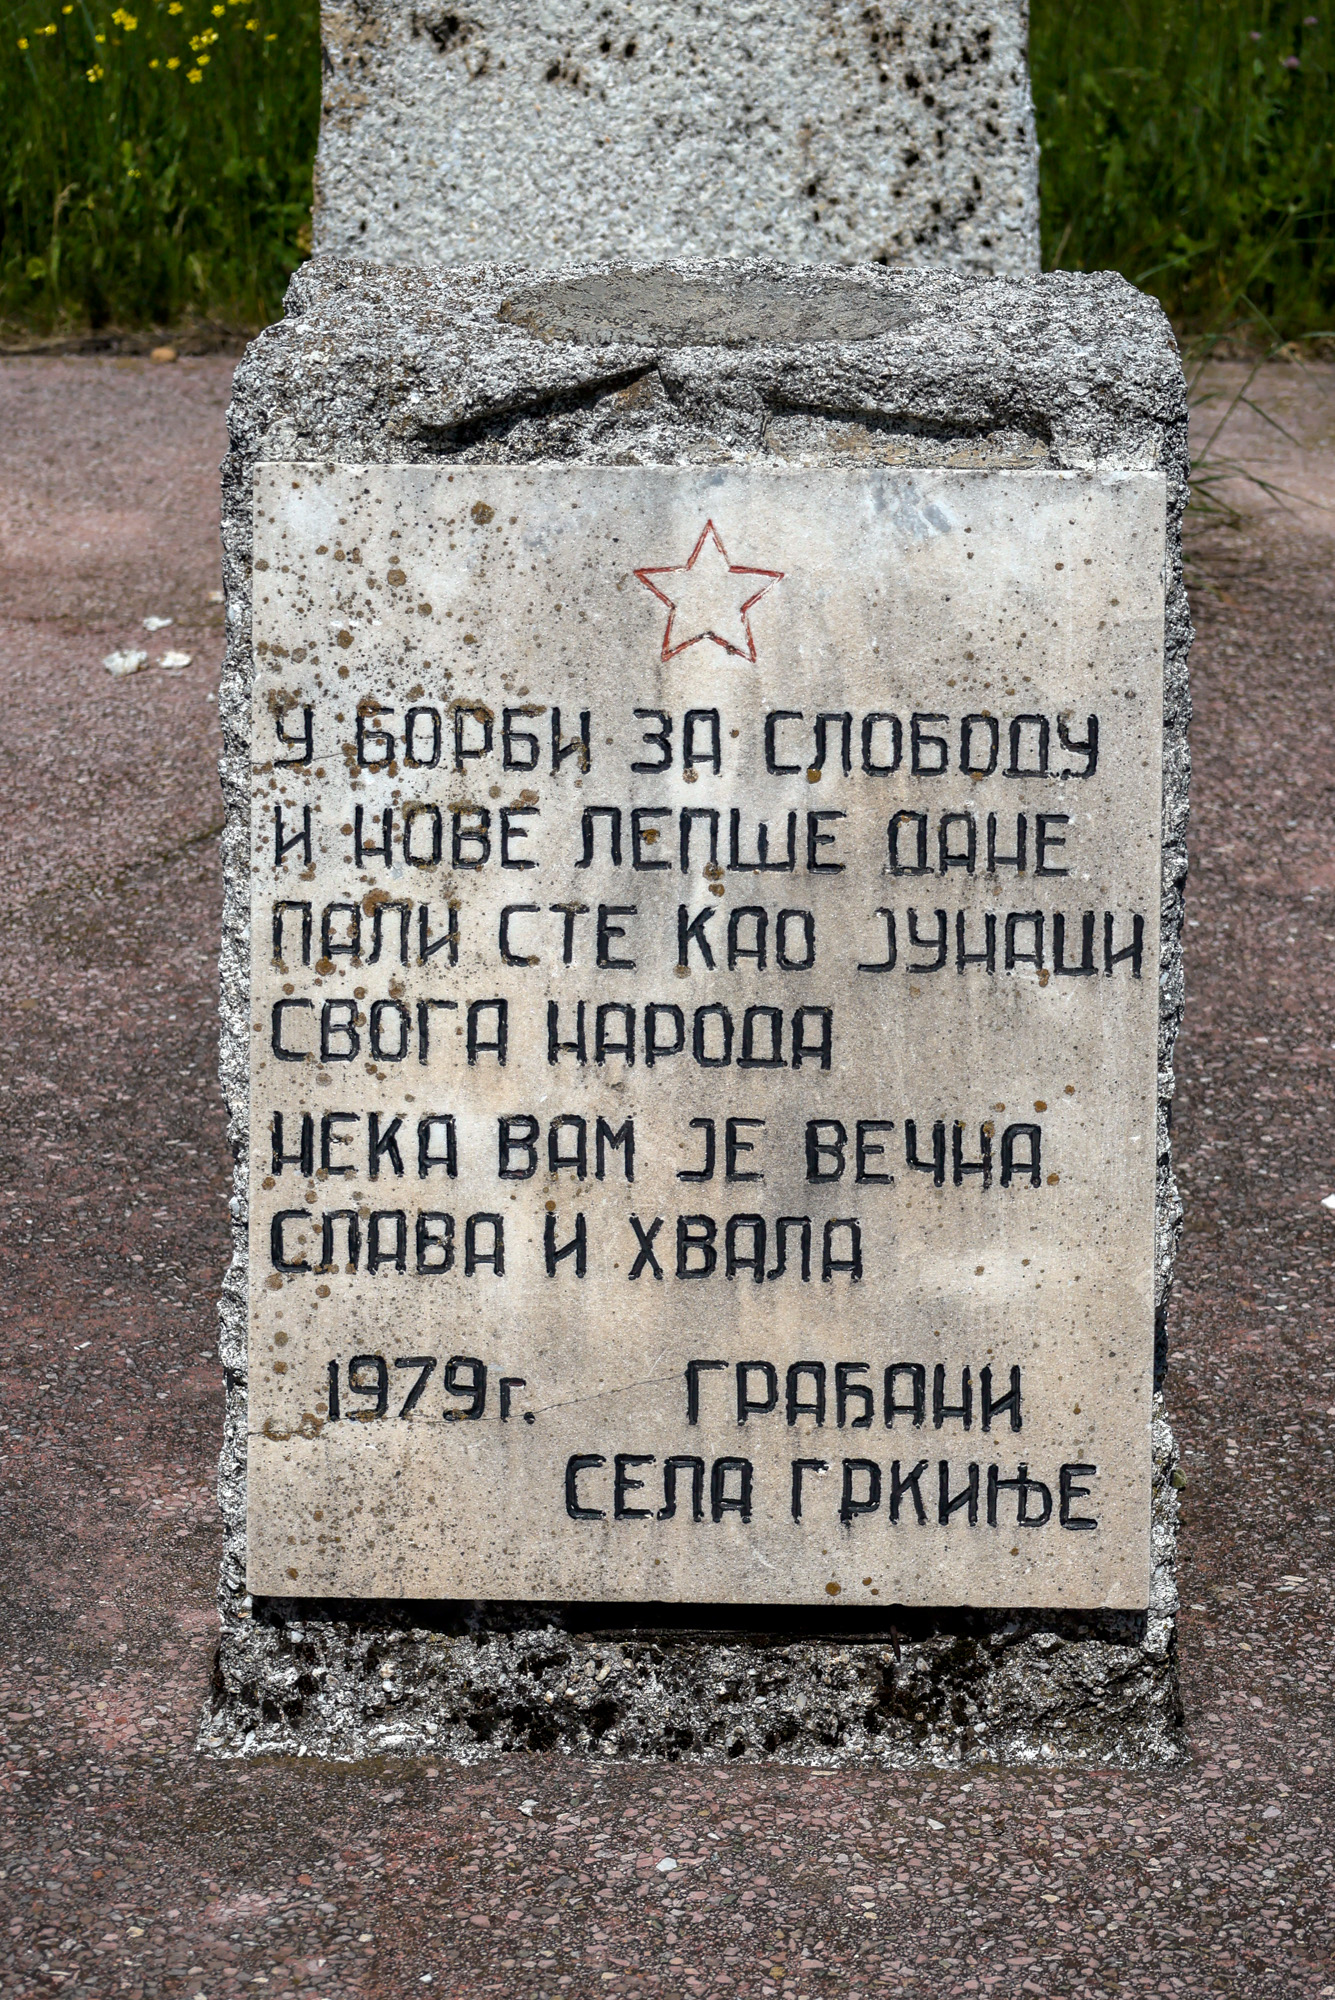 У БОРБИ ЗА СЛОБОДУ
И НОВЕ ЛЕПШЕ ДАНЕ
ПАЛИ СТЕ КАО ЈУНАЦИ
СВОГА НАРОДА
НЕКА ВАМ ЈЕ ВЕЧНА
СЛАВА И ХВАЛА
1979г. ГРАЂАНИ
СЕЛА ГРКИЊЕ